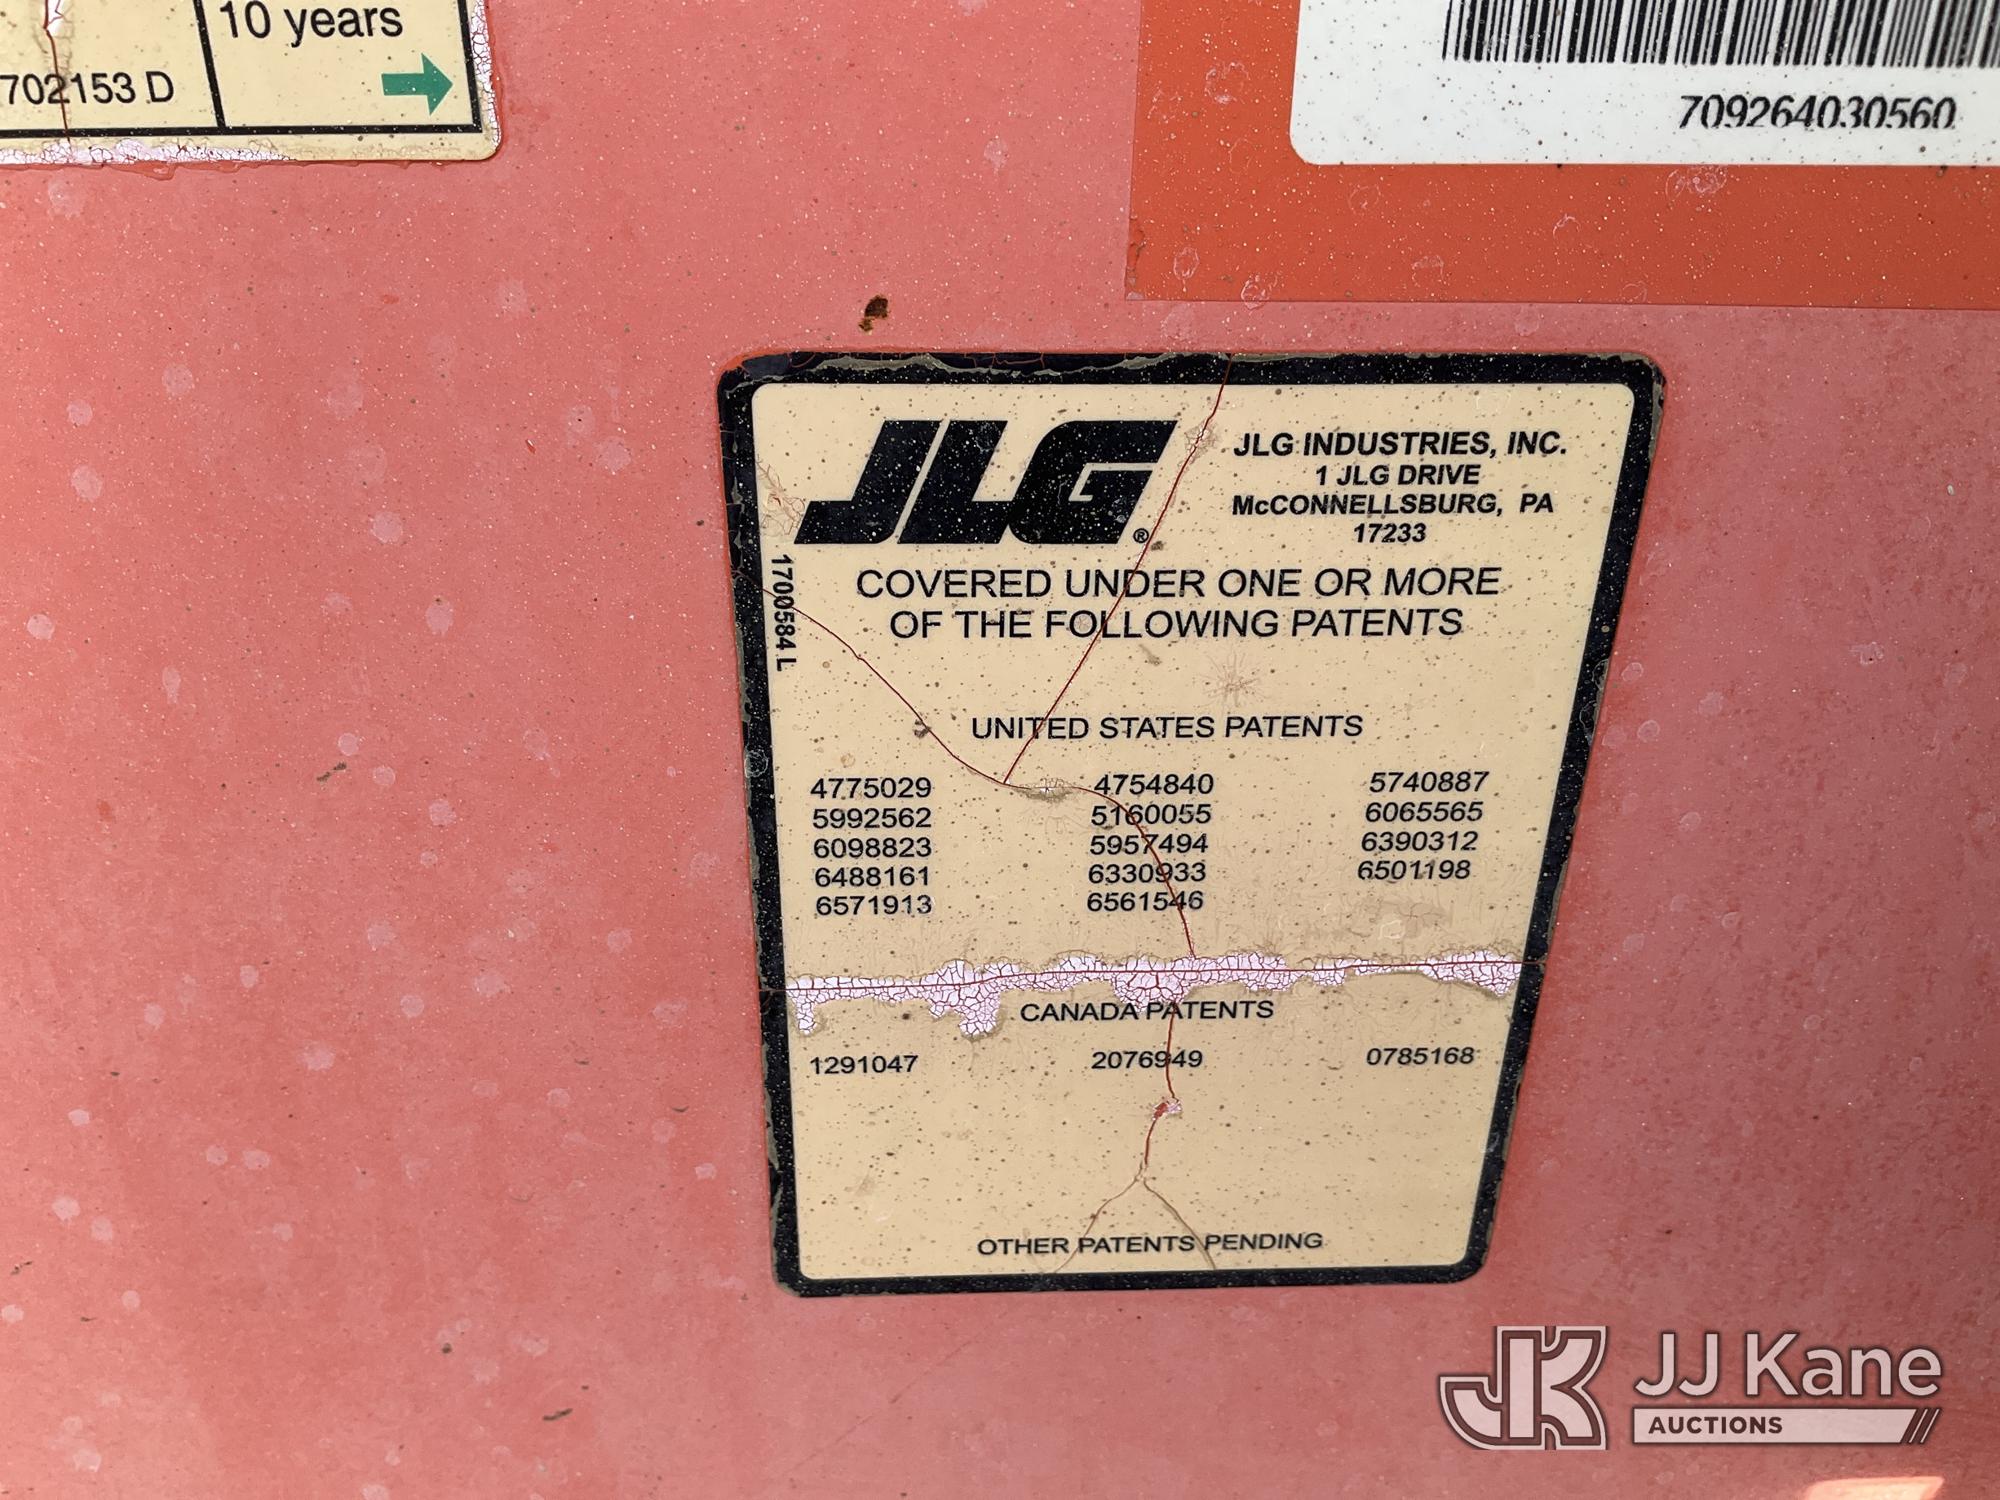 10 years
702153 D
709264030560
JLG®
JLG INDUSTRIES, INC.
1 JLG DRIVE
McCONNELLSBURG, PA
17233
1700584 L
COVERED UNDER ONE OR MORE
OF THE FOLLOWING PATENTS
UNITED STATES PATENTS
4775029 4754840 5740887
5992562 5160055 6065565
6098823 5957494 6390312
6488161 6330933 6501198
6571913 6561546
CANADA PATENTS
1291047 2076949 0785168
OTHER PATENTS PENDING
JK JJ Kane
AUCTIONS